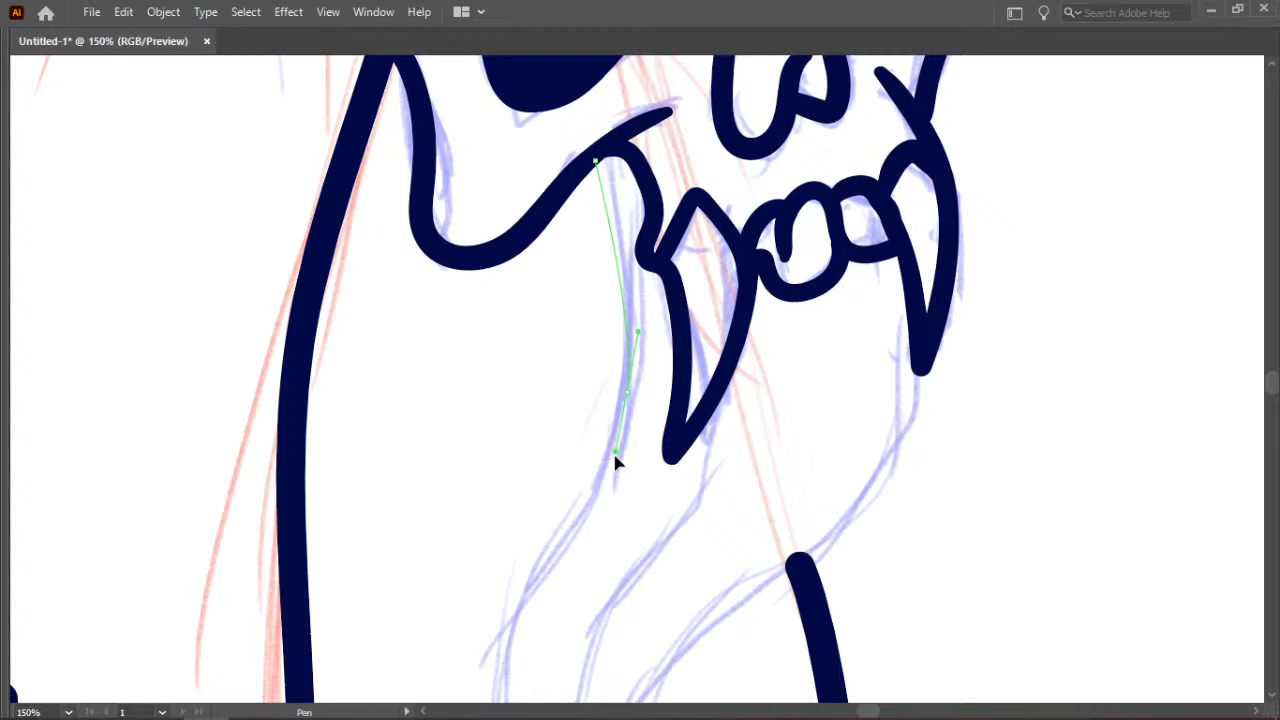 Ai File Edit Object Type Select Effect View Window Help Search Adobe Help
Untitled-1* @ 150% (RGB/Preview) ×
150% 1 Pen